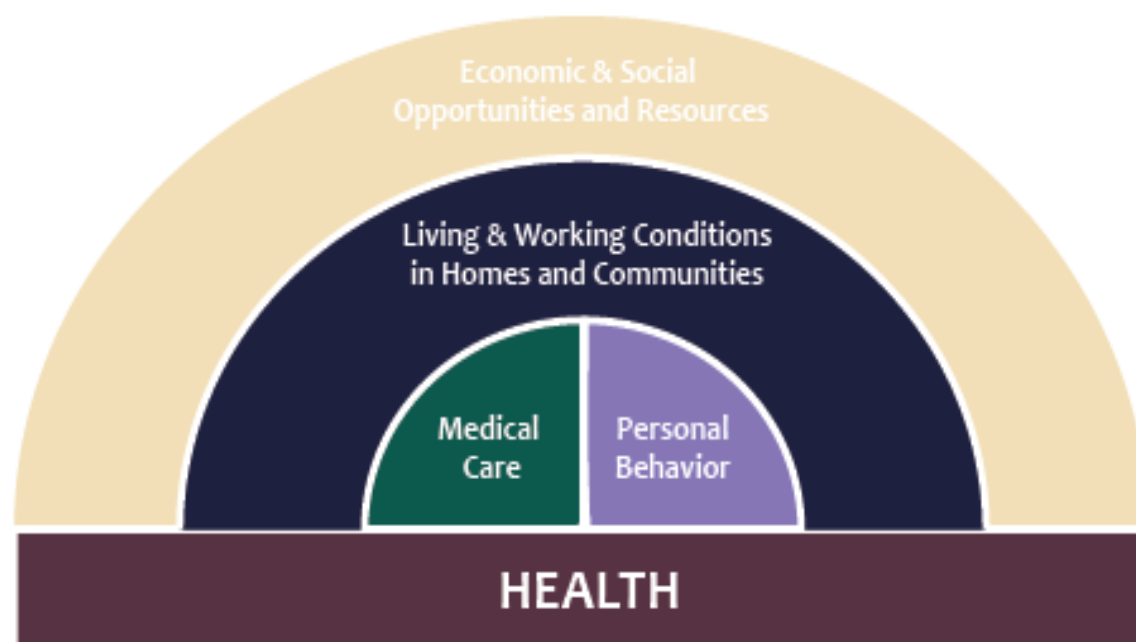 Economic & Social
Opportunities and Resources
Living & Working Conditions
in Homes and Communities
Medical
Care
Personal
Behavior
HEALTH